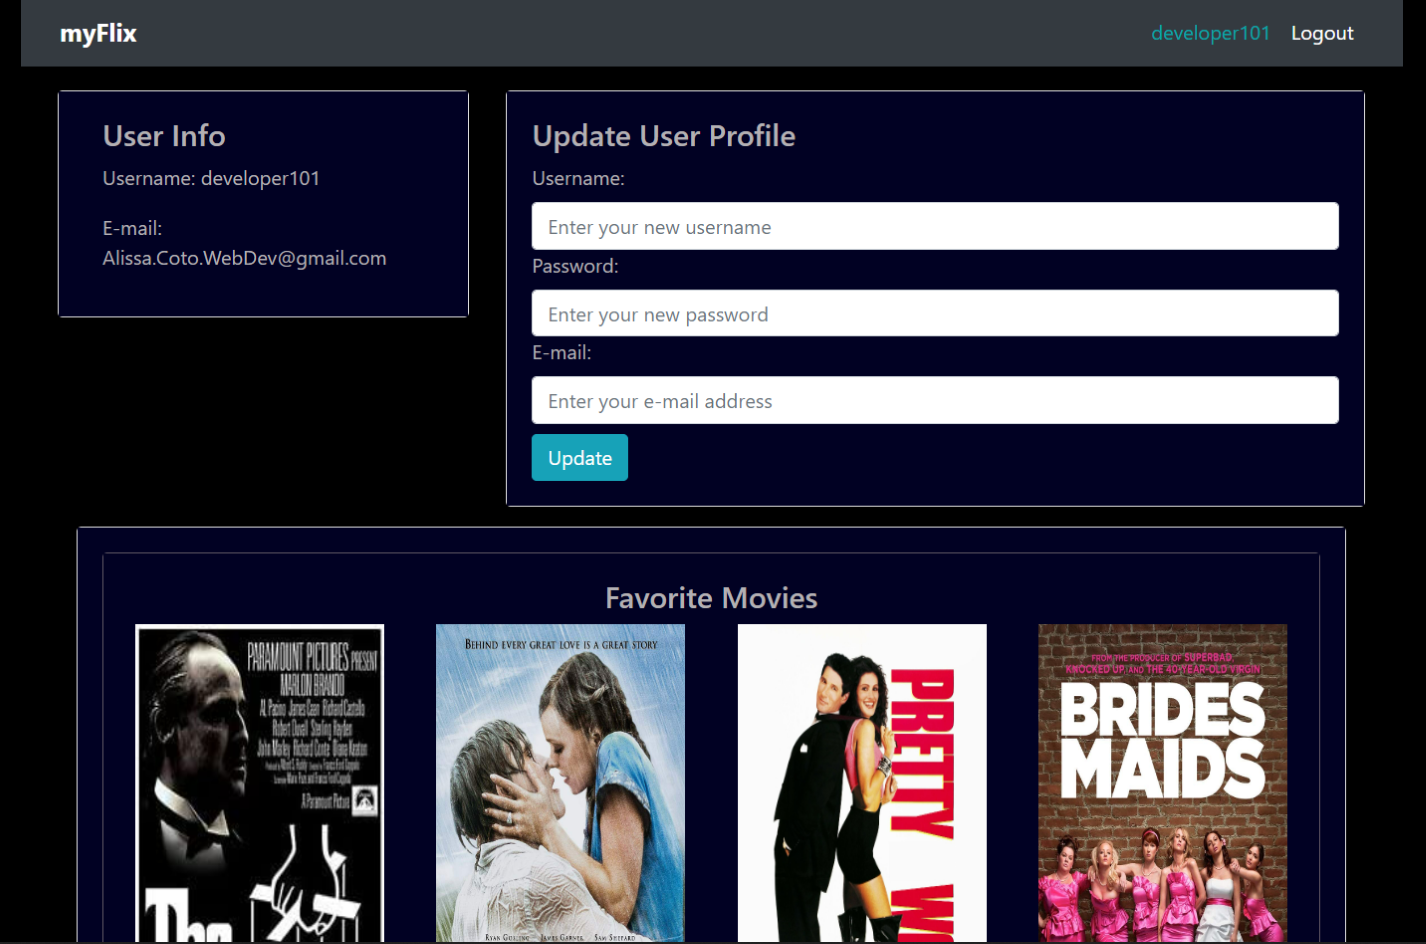 myFlix
developer101 Logout
User Info
Username: developer101
E-mail:
Alissa.Coto.WebDev@gmail.com
Update User Profile
Username:
Enter your new username
Password:
Enter your new password
E-mail:
Enter your e-mail address
Update
Favorite Movies
PARAMOUNT PICTURES PRESENT
MARLON BRANDO
Al Pacino James Caan Richard Castellano
Robert Duvall Sterling Hayden
John Marley Richard Conte Diane Keaton
A Paramount Picture
The
BEHIND EVERY GREAT LOVE IS A GREAT STORY
RYAN GOSLING JAMES GARNER SAM SHEPARD
PRETTY
FROM THE PRODUCER OF SUPERBAD,
KNOCKED UP, AND THE 40-YEAR-OLD VIRGIN
BRIDES
MAIDS